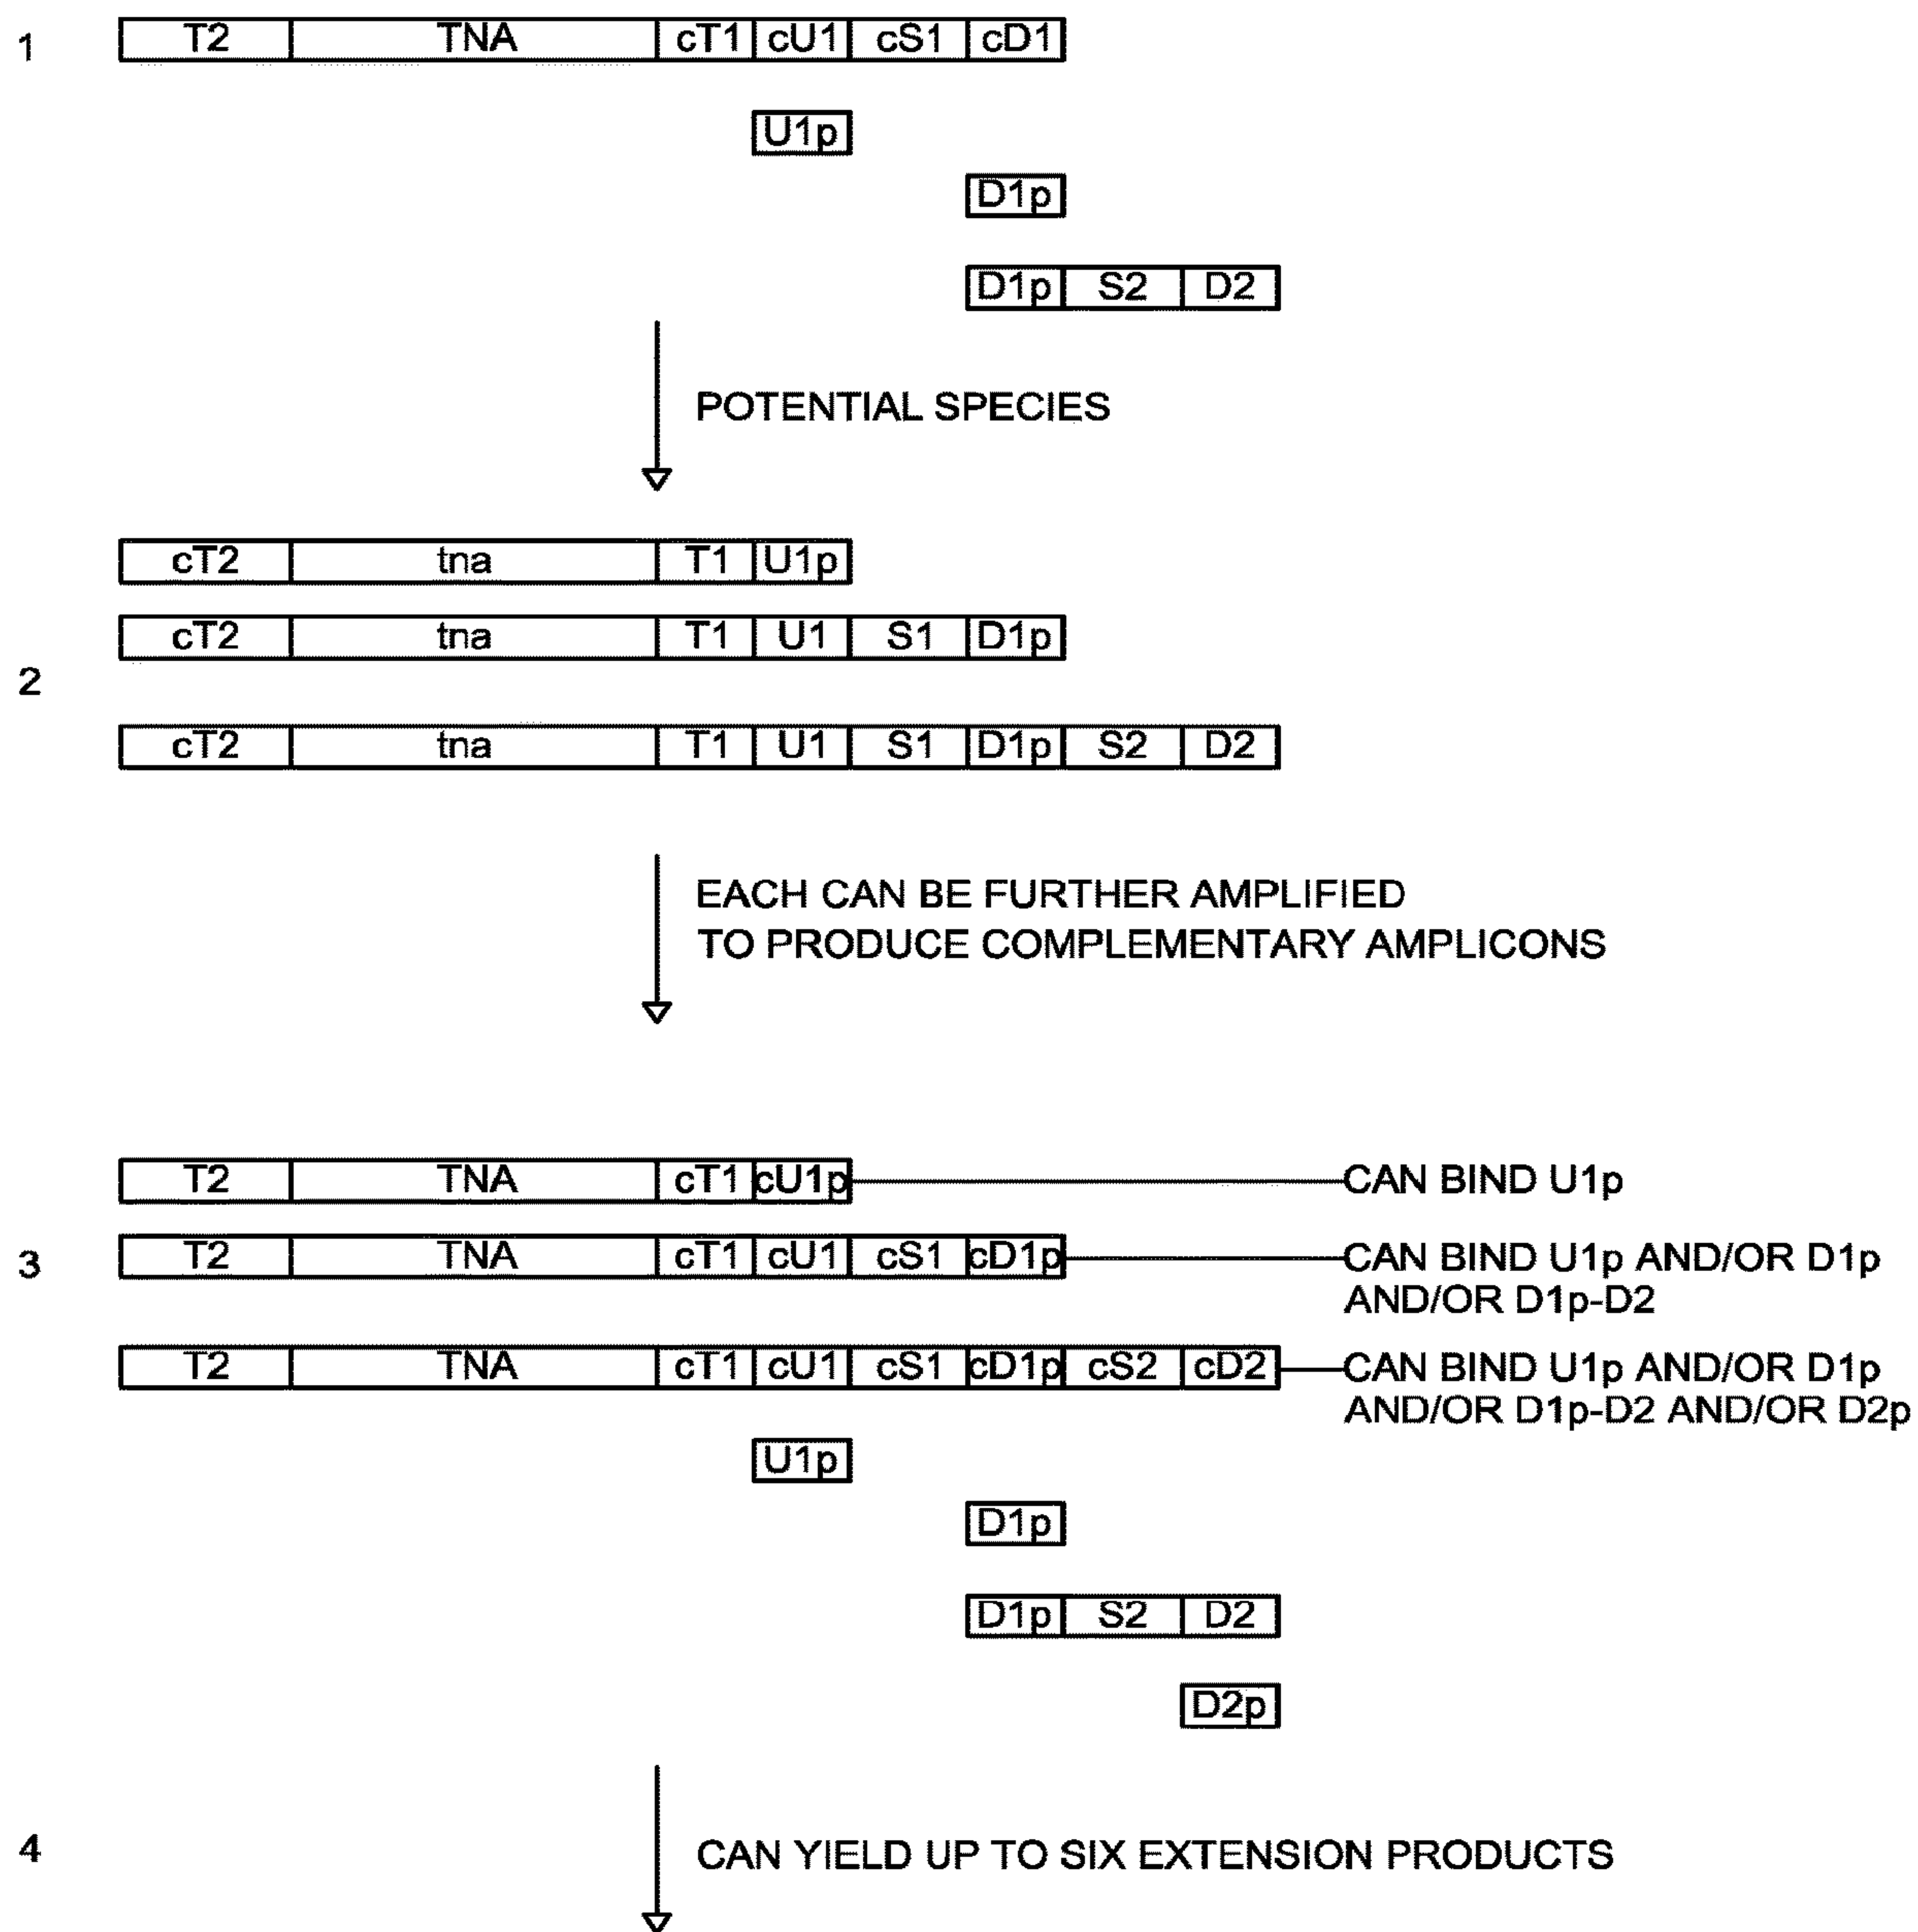 1 T2 TNA cT1 cU1 cS1 cD1
U1p
D1p
D1p S2 D2
POTENTIAL SPECIES
cT2 tna T1 U1p
cT2 tna T1 U1 S1 D1p
2
cT2 tna T1 U1 S1 D1p S2 D2
EACH CAN BE FURTHER AMPLIFIED
TO PRODUCE COMPLEMENTARY AMPLICONS
T2 TNA cT1 cU1p CAN BIND U1p
3 T2 TNA cT1 cU1 cS1 cD1p CAN BIND U1p AND/OR D1p
AND/OR D1p-D2
T2 TNA cT1 cU1 cS1 cD1p cS2 cD2 CAN BIND U1p AND/OR D1p
AND/OR D1p-D2 AND/OR D2p
U1p
D1p
D1p S2 D2
D2p
4 CAN YIELD UP TO SIX EXTENSION PRODUCTS